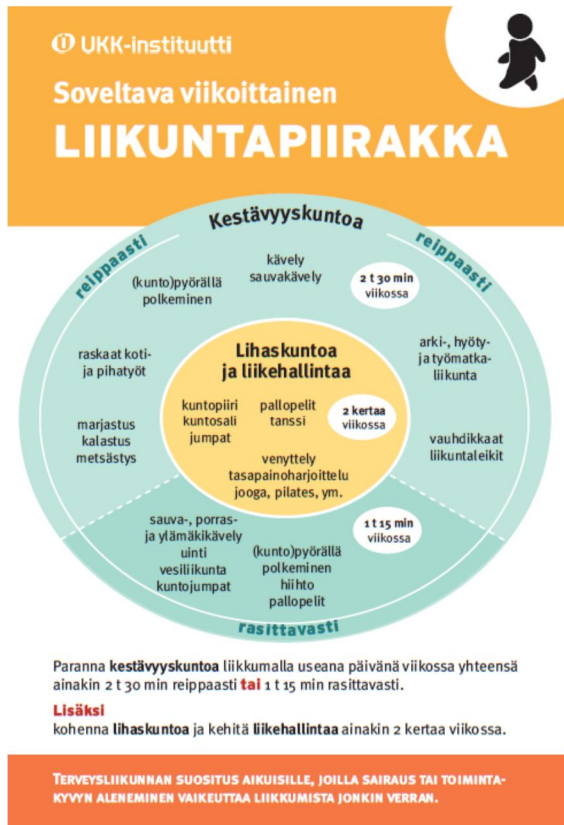 UKK-instituutti
Soveltava viikoittainen
LIIKUNTAPIIRAKKA
Kestävyyskuntoa
reippaasti
reippaasti
kävely
sauvakävely
(kunto)pyörällä
polkeminen
2 t 30 min
viikossa
raskaat koti-
ja pihatyöt
arki-, hyöty-
ja työmatka-
liikunta
marjastus
kalastus
metsästys
vauhdikkaat
liikuntaleikit
Lihaskuntoa
ja liikehallintaa
kuntopiiri
kuntosali
jumpat
pallopelit
tanssi
2 kertaa
viikossa
venyttely
tasapainoharjoittelu
jooga, pilates, ym.
sauva-, porras-
ja ylämäkikävely
uinti
vesiliikunta
kuntojumpat
(kunto)pyörällä
polkeminen
hiihto
pallopelit
1 t 15 min
viikossa
rasittavasti
Paranna kestävyyskuntoa liikkumalla useana päivänä viikossa yhteensä
ainakin 2 t 30 min reippaasti tai 1 t 15 min rasittavasti.
Lisäksi
kohenna lihaskuntoa ja kehitä liikehallintaa ainakin 2 kertaa viikossa.
TERVEYSLIIKUNNAN SUOSITUS AIKUISILLE, JOILLA SAIRAUS TAI TOIMINTA-
KYVYN ALENEMINEN VAIKEUTTAA LIIKKUMISTA JONKIN VERRAN.